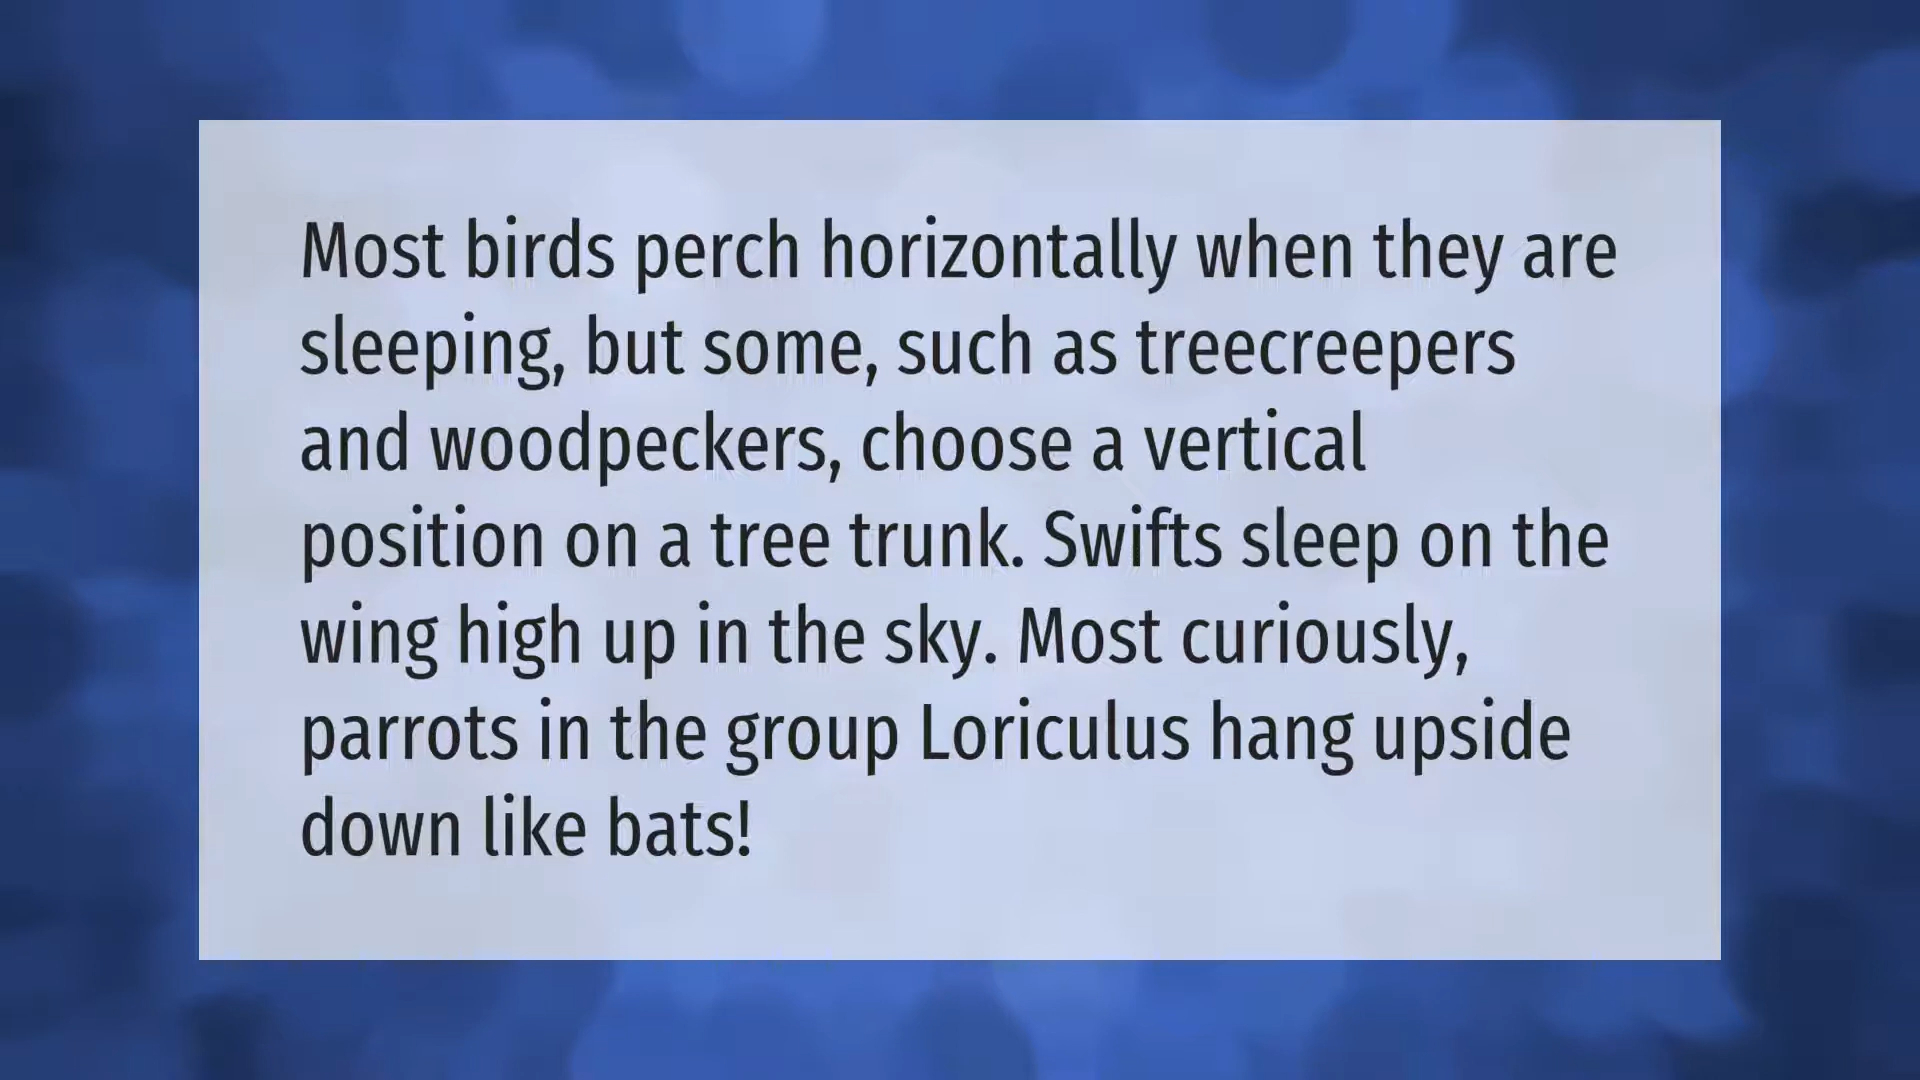 Most birds perch horizontally when they are
sleeping, but some, such as treecreepers
and woodpeckers, choose a vertical
position on a tree trunk. Swifts sleep on the
wing high up in the sky. Most curiously,
parrots in the group Loriculus hang upside
down like bats!